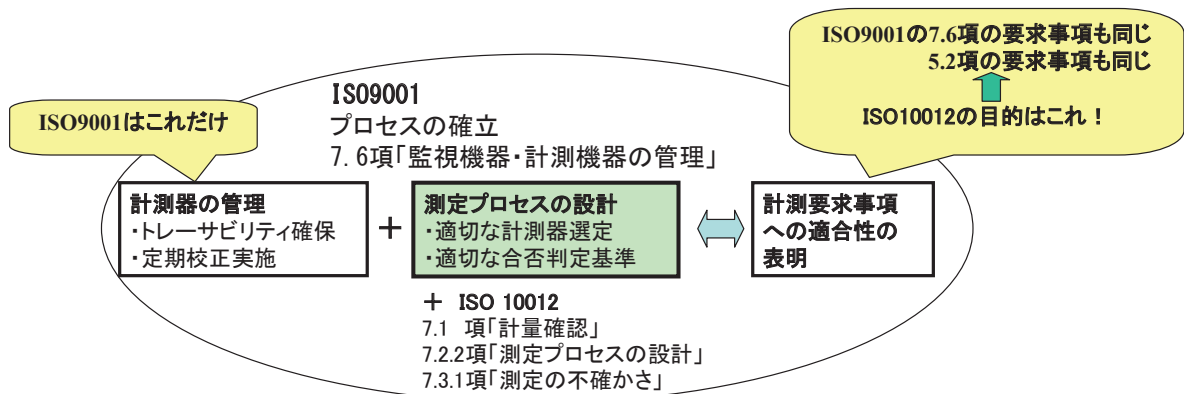 ISO9001の7.6項の要求事項も同じ
5.2項の要求事項も同じ
ISO10012の目的はこれ！
ISO9001はこれだけ
ISO9001
プロセスの確立
7.6項「監視機器・計測機器の管理」
計測器の管理
・トレーサビリティ確保
・定期校正実施
＋
測定プロセスの設計
・適切な計測器選定
・適切な合否判定基準
計測要求事項
への適合性の
表明
＋ ISO 10012
7.1 項「計量確認」
7.2.2項「測定プロセスの設計」
7.3.1項「測定の不確かさ」